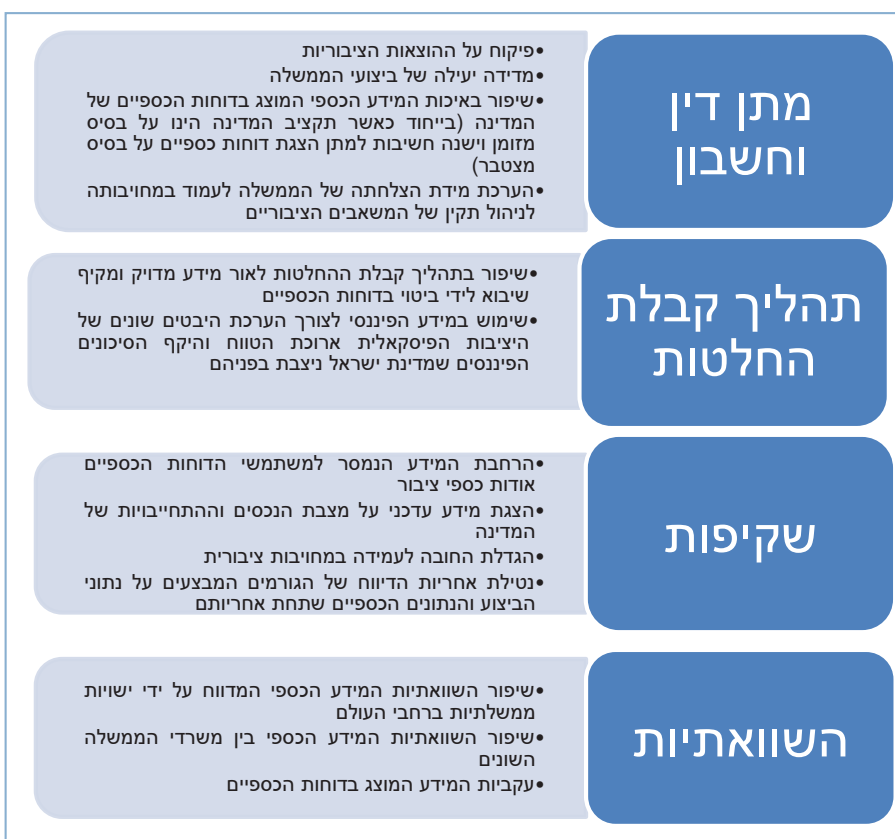 מתן דין
וחשבון
•פיקוח על ההוצאות הציבוריות
•מדידה יעילה של ביצועי הממשלה
•שיפור באיכות המידע הכספי המוצג בדוחות הכספיים של
המדינה (בייחוד כאשר תקציב המדינה הינו על בסיס
מזומן וישנה חשיבות למתן הצגת דוחות כספיים על בסיס
מצטבר)
•הערכת מידת הצלחתה של הממשלה לעמוד במחויבותה
לניהול תקין של המשאבים הציבוריים
תהליך קבלת
החלטות
•שיפור בתהליך קבלת ההחלטות לאור מידע מדויק ומקיף
שיבוא לידי ביטוי בדוחות הכספיים
•שימוש במידע הפיננסי לצורך הערכת היבטים שונים של
היציבות הפיסקאלית ארוכת הטווח והיקף הסיכונים
הפיננסים שמדינת ישראל ניצבת בפניהם
שקיפות
•הרחבת המידע הנמסר למשתמשי הדוחות הכספיים
אודות כספי ציבור
•הצגת מידע עדכני על מצבת הנכסים וההתחייבויות של
המדינה
•הגדלת החובה לעמידה במחויבות ציבורית
•נטילת אחריות הדיווח של הגורמים המבצעים על נתוני
הביצוע והנתונים הכספיים שתחת אחריותם
השוואתיות
•שיפור השוואתיות המידע הכספי המדווח על ידי ישויות
ממשלתיות ברחבי העולם
•שיפור השוואתיות המידע הכספי בין משרדי הממשלה
השונים
•עקביות המידע המוצג בדוחות הכספיים